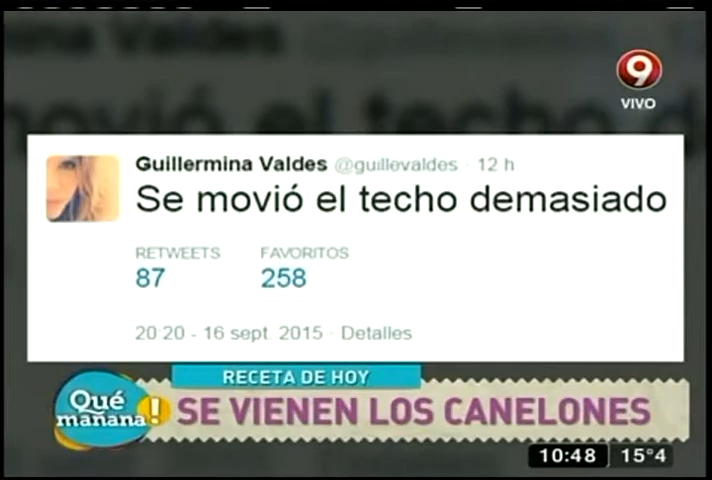 9
VIVO
Guillermina Valdes @guillevaldes · 12 h
Se movió el techo demasiado
RETWEETS FAVORITOS
87 258
20:20 - 16 sept. 2015 · Detalles
RECETA DE HOY
Qué mañana!
SE VIENEN LOS CANELONES
10:48 15°4